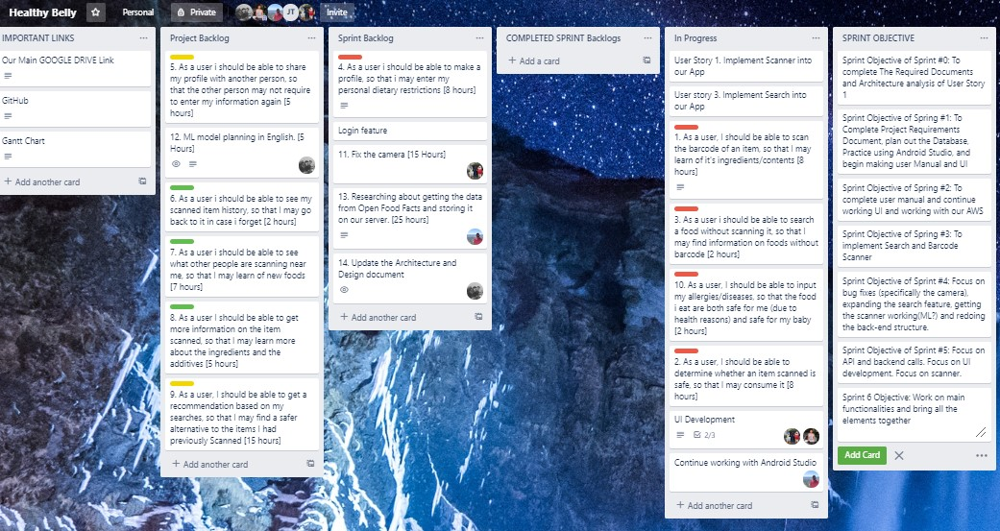 Healthy Belly
Personal
Private
JT
Invite
IMPORTANT LINKS
Our Main GOOGLE DRIVE Link
GitHub
Gantt Chart
+ Add another card
Project Backlog
5. As a user i should be able to share
my profile with another person, so
that the other person may not require
to enter my information again [5
hours]
12. ML model planning in English. [5
Hours]
6. As a user i should be able to see my
scanned item history, so that I may go
back to it in case i forget [2 hours]
7. As a user i should be able to see
what other people are scanning near
me, so that I may learn of new foods
[7 hours]
8. As a user i should be able to get
more information on the item
scanned, so that I may learn more
about the ingredients and the
additives [5 hours]
9. As a user, I should be able to get a
recommendation based on my
searches, so that I may find a safer
alternative to the items I had
previously Scanned [15 hours]
+ Add another card
Sprint Backlog
4. As a user i should be able to make a
profile, so that i may enter my
personal dietary restrictions [8 hours]
Login feature
11. Fix the camera [15 Hours]
13. Researching about getting the data
from Open Food Facts and storing it
on our server. [25 hours]
14. Update the Architecture and
Design document
+ Add another card
COMPLETED SPRINT Backlogs
+ Add a card
In Progress
User Story 1. Implement Scanner into
our App
User story 3. Implement Search into
our App
1. As a user, I should be able to scan
the barcode of an item, so that I may
learn of it's ingredients/contents [8
hours]
3. As a user i should be able to search
a food without scanning it, so that I
may find information on foods without
barcode [2 hours]
10. As a user, I should be able to input
my allergies/diseases, so that the food
i eat are both safe for me (due to
health reasons) and safe for my baby
[2 hours]
2. As a user, I should be able to
determine whether an item scanned is
safe, so that I may consume it [8
hours]
UI Development
2/3
Continue working with Android Studio
+ Add another card
SPRINT OBJECTIVE
Sprint Objective of Sprint #0: To
complete The Required Documents
and Architecture analysis of User Story
1
Sprint Objective of Spring #1: To
Complete Project Requirements
Document, plan out the Database,
Practice using Android Studio, and
begin making user Manual and UI
Sprint Objective of Spring #2: To
complete user manual and continue
working UI and working with our AWS
Sprint Objective of Spring #3: To
implement Search and Barcode
Scanner
Sprint Objective of Sprint #4: Focus on
bug fixes (specifically the camera),
expanding the search feature, getting
the scanner working(ML?) and redoing
the back-end structure.
Sprint Objective of Sprint #5: Focus on
API and backend calls. Focus on UI
development. Focus on scanner.
Sprint 6 Objective: Work on main
functionalities and bring all the
elements together
Add Card